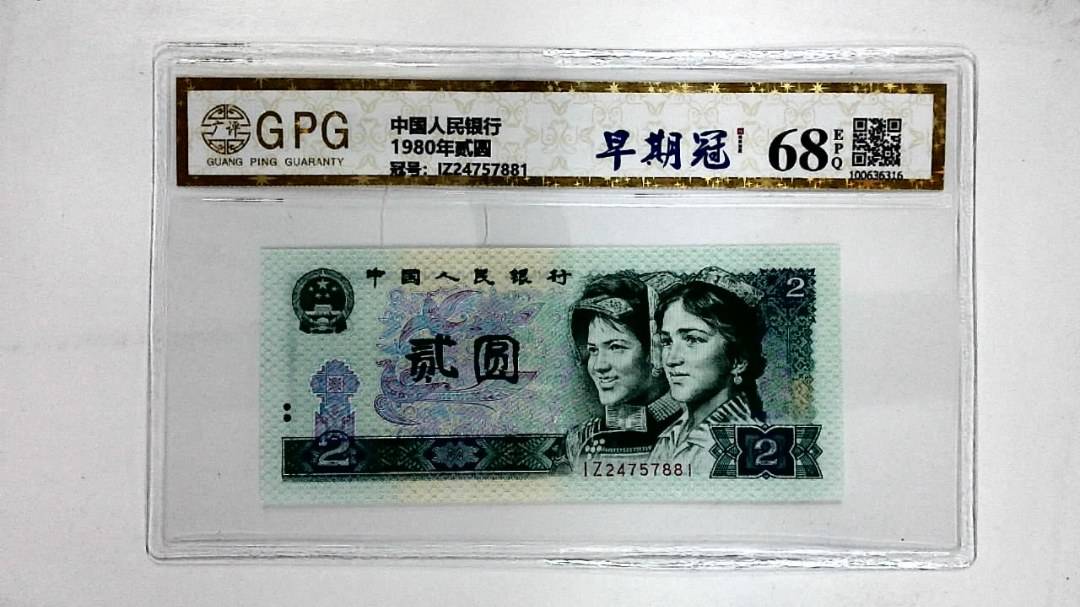 广评
GPG
GUANG PING GUARANTY
中国人民银行
1980年贰圆
冠号: IZ24757881
早期冠
68
EPQ
100636316
中国人民银行
2
贰圆
2
2
IZ24757881